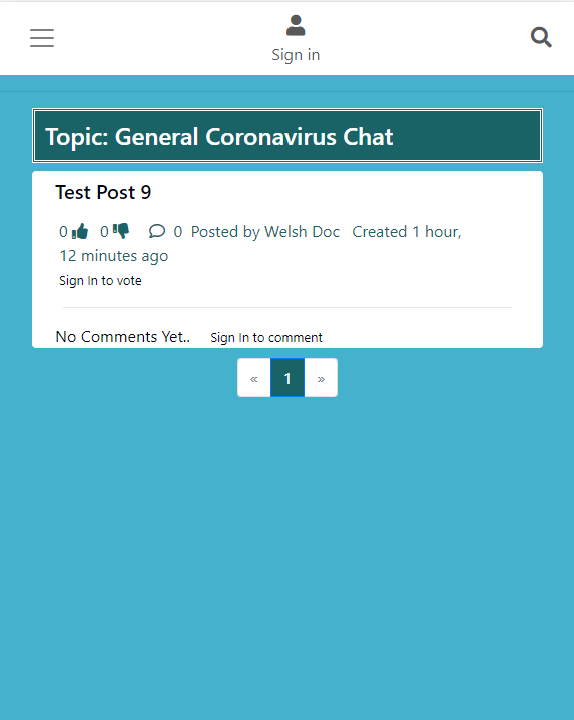 Sign in
Topic: General Coronavirus Chat
Test Post 9
0 0 0 Posted by Welsh Doc Created 1 hour,
12 minutes ago
Sign In to vote
No Comments Yet.. Sign In to comment
« 1 »